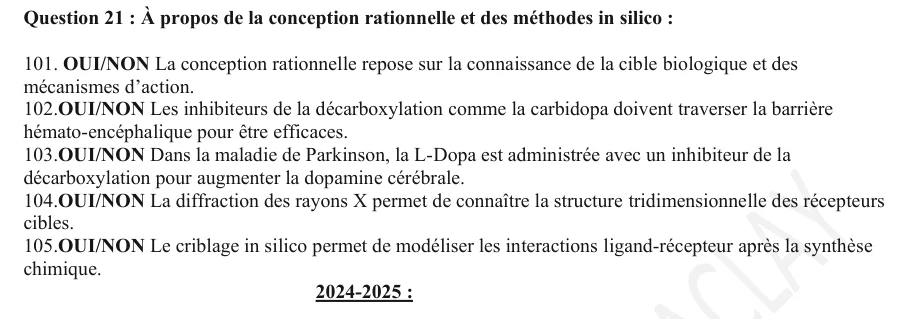 Question 21 : À propos de la conception rationnelle et des méthodes in silico :
101. OUI/NON La conception rationnelle repose sur la connaissance de la cible biologique et des
mécanismes d’action.
102.OUI/NON Les inhibiteurs de la décarboxylation comme la carbidopa doivent traverser la barrière
hémato-encéphalique pour être efficaces.
103.OUI/NON Dans la maladie de Parkinson, la L-Dopa est administrée avec un inhibiteur de la
décarboxylation pour augmenter la dopamine cérébrale.
104.OUI/NON La diffraction des rayons X permet de connaître la structure tridimensionnelle des récepteurs
cibles.
105.OUI/NON Le criblage in silico permet de modéliser les interactions ligand-récepteur après la synthèse
chimique.
2024-2025 :
ACLAY